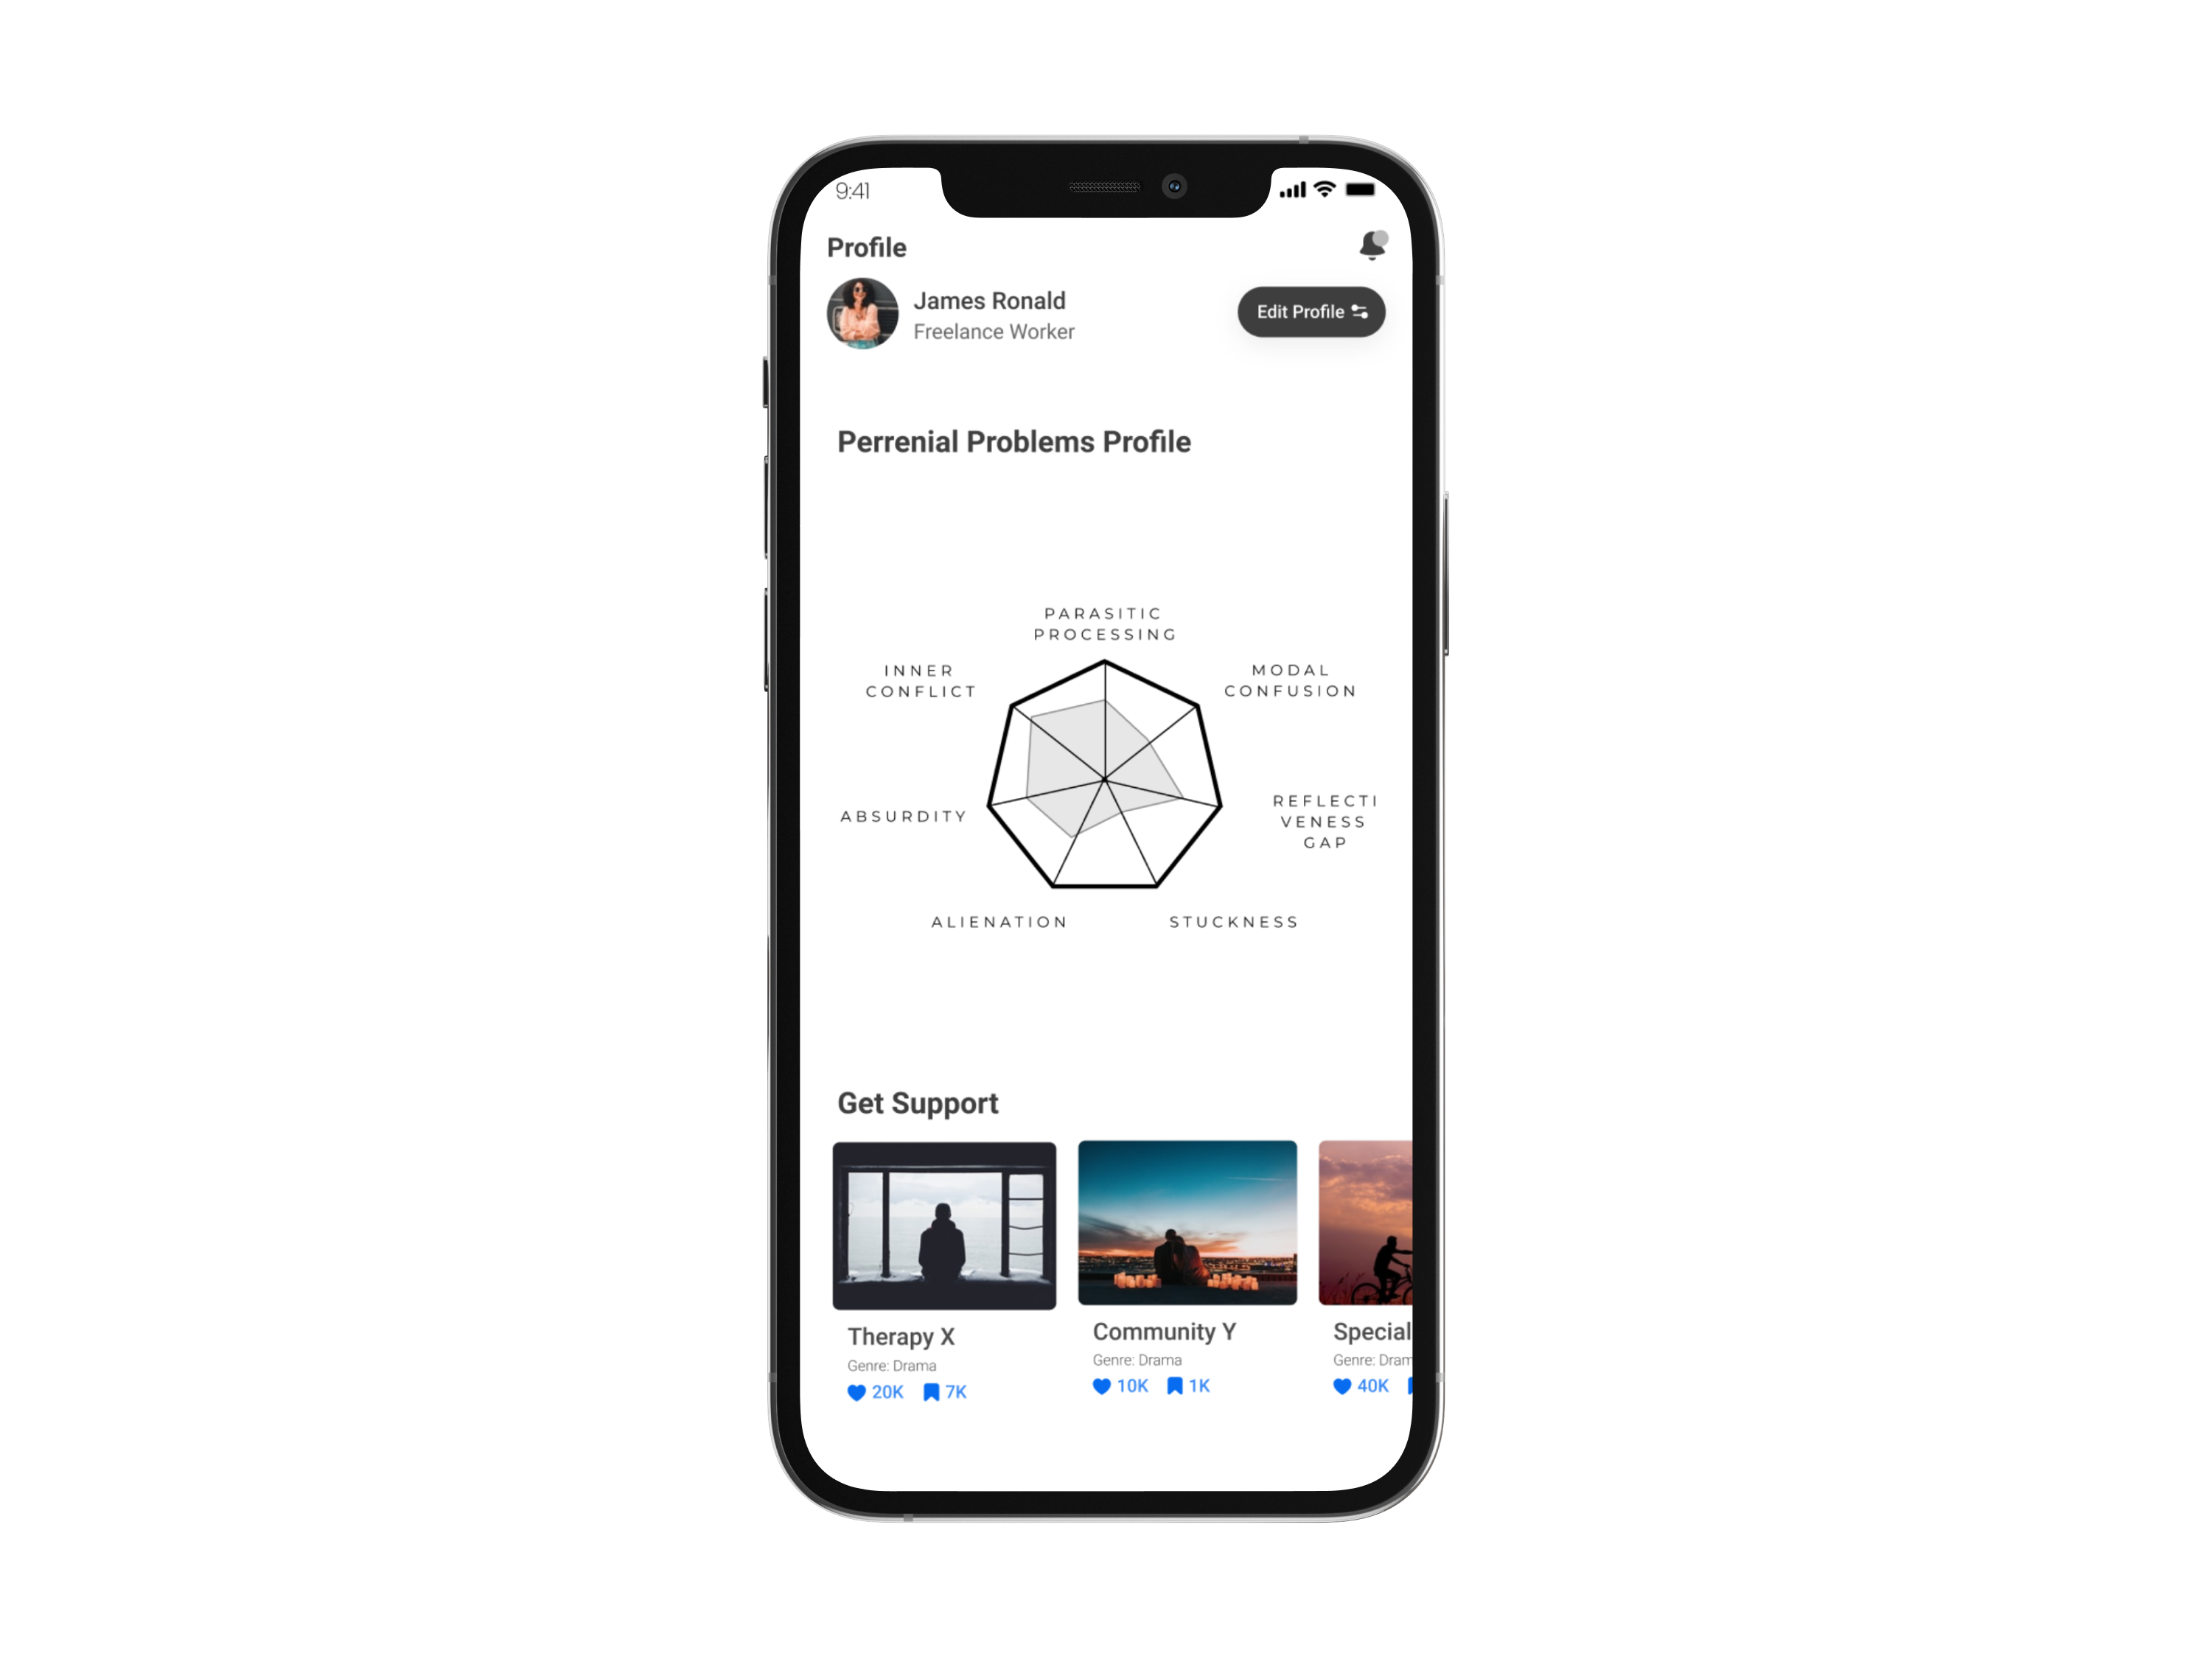 9:41
Profile
James Ronald
Freelance Worker
Edit Profile
Perrenial Problems Profile
PARASITIC
PROCESSING
INNER
CONFLICT
MODAL
CONFUSION
ABSURDITY
REFLECTI
VENESS
GAP
ALIENATION
STUCKNESS
Get Support
Therapy X
Genre: Drama
20K 7K
Community Y
Genre: Drama
10K 1K
Special
Genre: Dram
40K